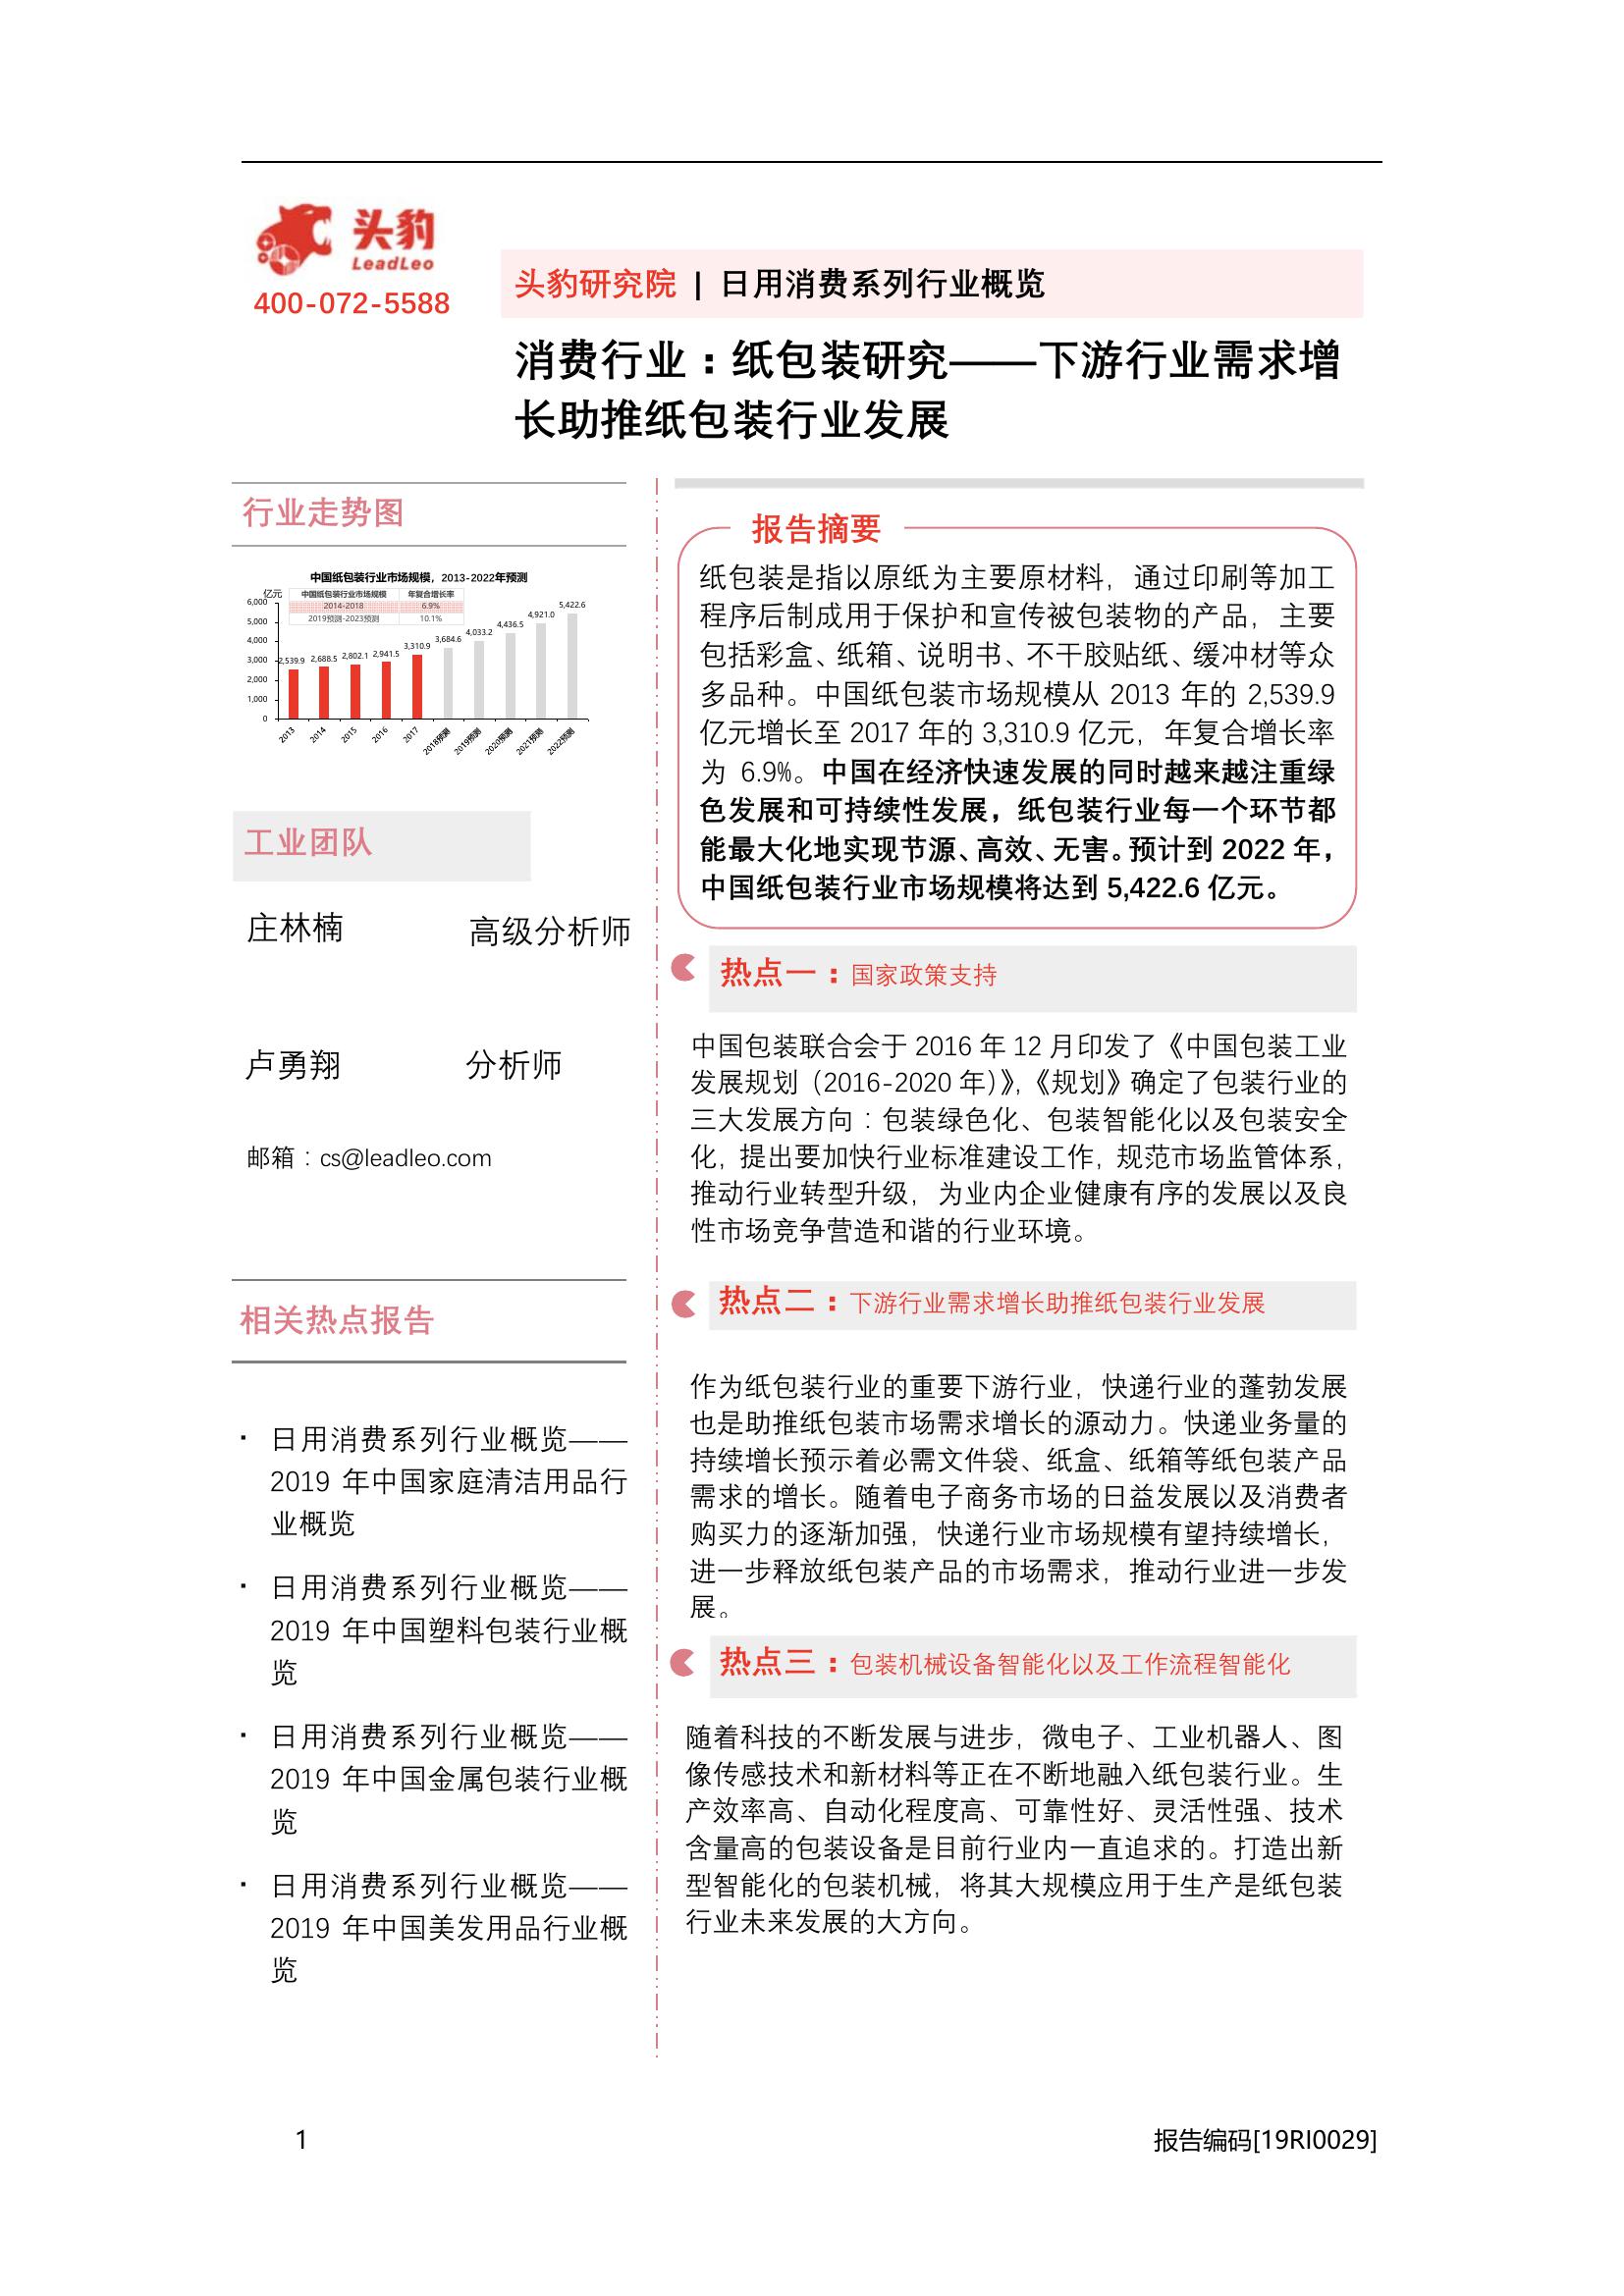 头豹
LeadLeo
400-072-5588
头豹研究院 | 日用消费系列行业概览
消费行业：纸包装研究——下游行业需求增
长助推纸包装行业发展
行业走势图
中国纸包装行业市场规模，2013-2022年预测
亿元
中国纸包装行业市场规模 年复合增长率
2014-2018 6.9%
2019预测-2023预测 10.1%
6,000
5,000
4,000
3,000
2,000
1,000
0
2,539.9 2,688.5 2,802.1 2,941.5 3,310.9 3,684.6 4,033.2 4,436.5 4,921.0 5,422.6
2013 2014 2015 2016 2017 2018预测 2019预测 2020预测 2021预测 2022预测
工业团队
庄林楠 高级分析师
卢勇翔 分析师
邮箱：cs@leadleo.com
相关热点报告
· 日用消费系列行业概览——
2019 年中国家庭清洁用品行
业概览
· 日用消费系列行业概览——
2019 年中国塑料包装行业概
览
· 日用消费系列行业概览——
2019 年中国金属包装行业概
览
· 日用消费系列行业概览——
2019 年中国美发用品行业概
览
报告摘要
纸包装是指以原纸为主要原材料，通过印刷等加工
程序后制成用于保护和宣传被包装物的产品，主要
包括彩盒、纸箱、说明书、不干胶贴纸、缓冲材等众
多品种。中国纸包装市场规模从 2013 年的 2,539.9
亿元增长至 2017 年的 3,310.9 亿元，年复合增长率
为 6.9%。中国在经济快速发展的同时越来越注重绿
色发展和可持续性发展，纸包装行业每一个环节都
能最大化地实现节源、高效、无害。预计到 2022 年，
中国纸包装行业市场规模将达到 5,422.6 亿元。
热点一：国家政策支持
中国包装联合会于 2016 年 12 月印发了《中国包装工业
发展规划（2016-2020 年）》，《规划》确定了包装行业的
三大发展方向：包装绿色化、包装智能化以及包装安全
化，提出要加快行业标准建设工作，规范市场监管体系，
推动行业转型升级，为业内企业健康有序的发展以及良
性市场竞争营造和谐的行业环境。
热点二：下游行业需求增长助推纸包装行业发展
作为纸包装行业的重要下游行业，快递行业的蓬勃发展
也是助推纸包装市场需求增长的源动力。快递业务量的
持续增长预示着必需文件袋、纸盒、纸箱等纸包装产品
需求的增长。随着电子商务市场的日益发展以及消费者
购买力的逐渐加强，快递行业市场规模有望持续增长，
进一步释放纸包装产品的市场需求，推动行业进一步发
展。
热点三：包装机械设备智能化以及工作流程智能化
随着科技的不断发展与进步，微电子、工业机器人、图
像传感技术和新材料等正在不断地融入纸包装行业。生
产效率高、自动化程度高、可靠性好、灵活性强、技术
含量高的包装设备是目前行业内一直追求的。打造出新
型智能化的包装机械，将其大规模应用于生产是纸包装
行业未来发展的大方向。
1
报告编码[19RI0029]